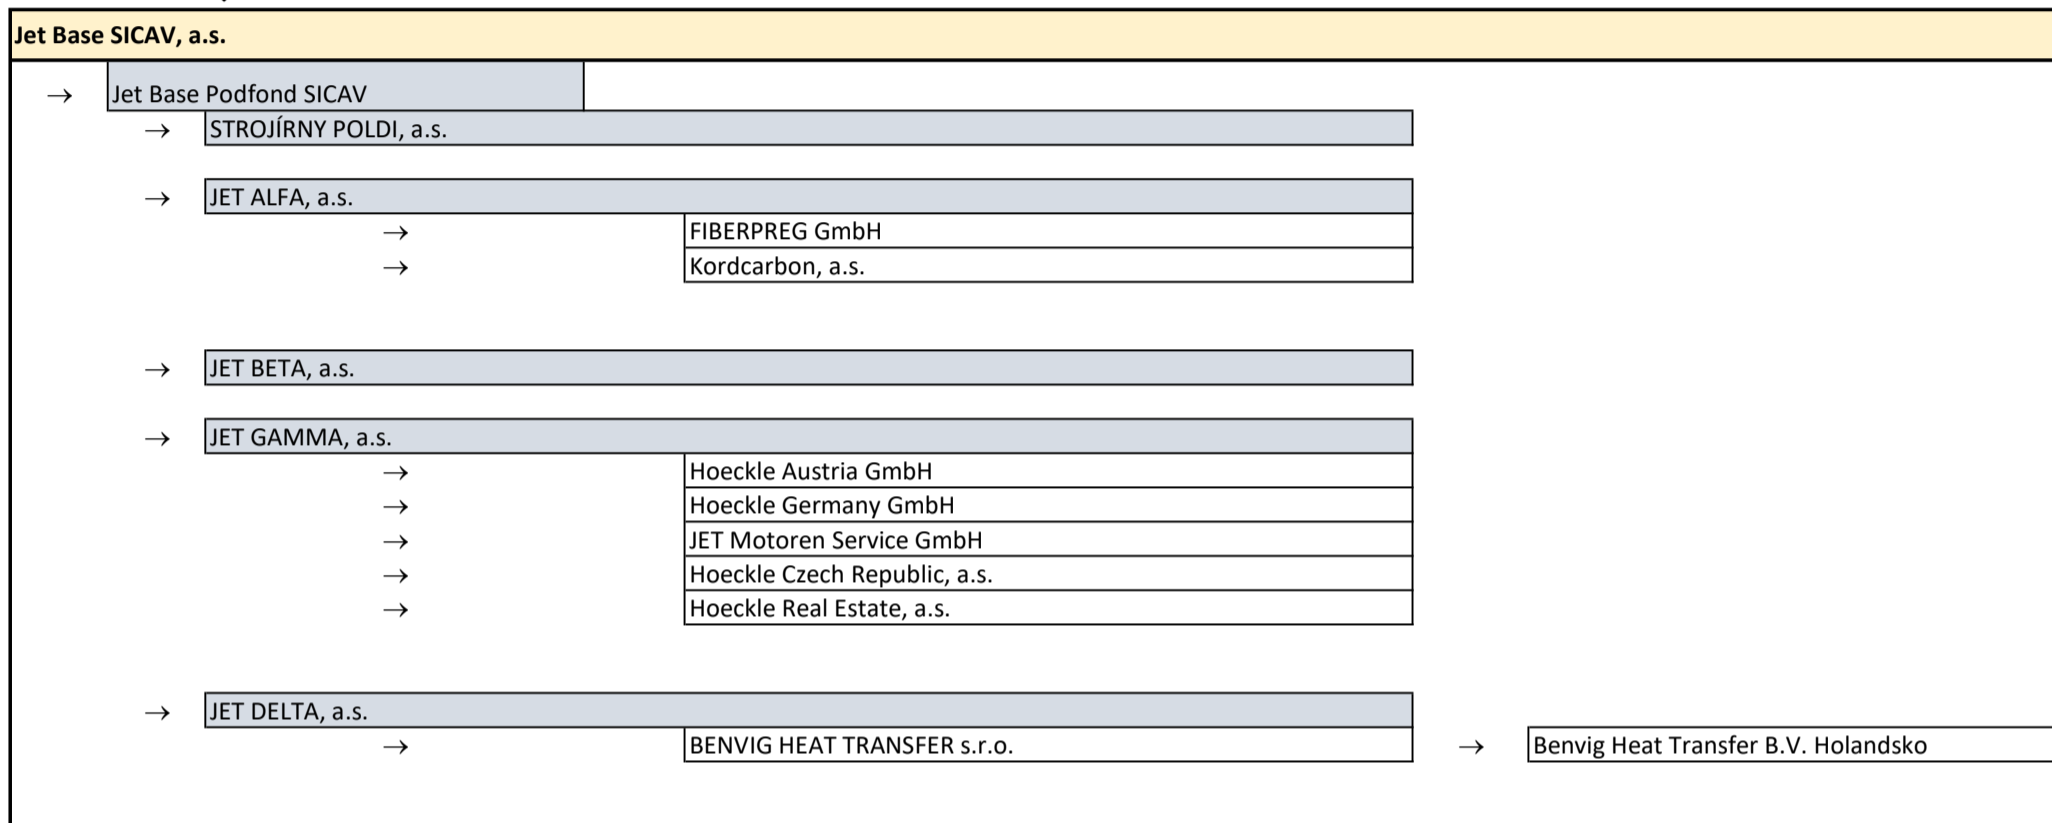 Jet Base SICAV, a.s.
→ Jet Base Podfond SICAV
→ STROJÍRNY POLDI, a.s.
→ JET ALFA, a.s.
→ FIBERPREG GmbH
→ Kordcarbon, a.s.
→ JET BETA, a.s.
→ JET GAMMA, a.s.
→ Hoeckle Austria GmbH
→ Hoeckle Germany GmbH
→ JET Motoren Service GmbH
→ Hoeckle Czech Republic, a.s.
→ Hoeckle Real Estate, a.s.
→ JET DELTA, a.s.
→ BENVIG HEAT TRANSFER s.r.o. → Benvig Heat Transfer B.V. Holandsko